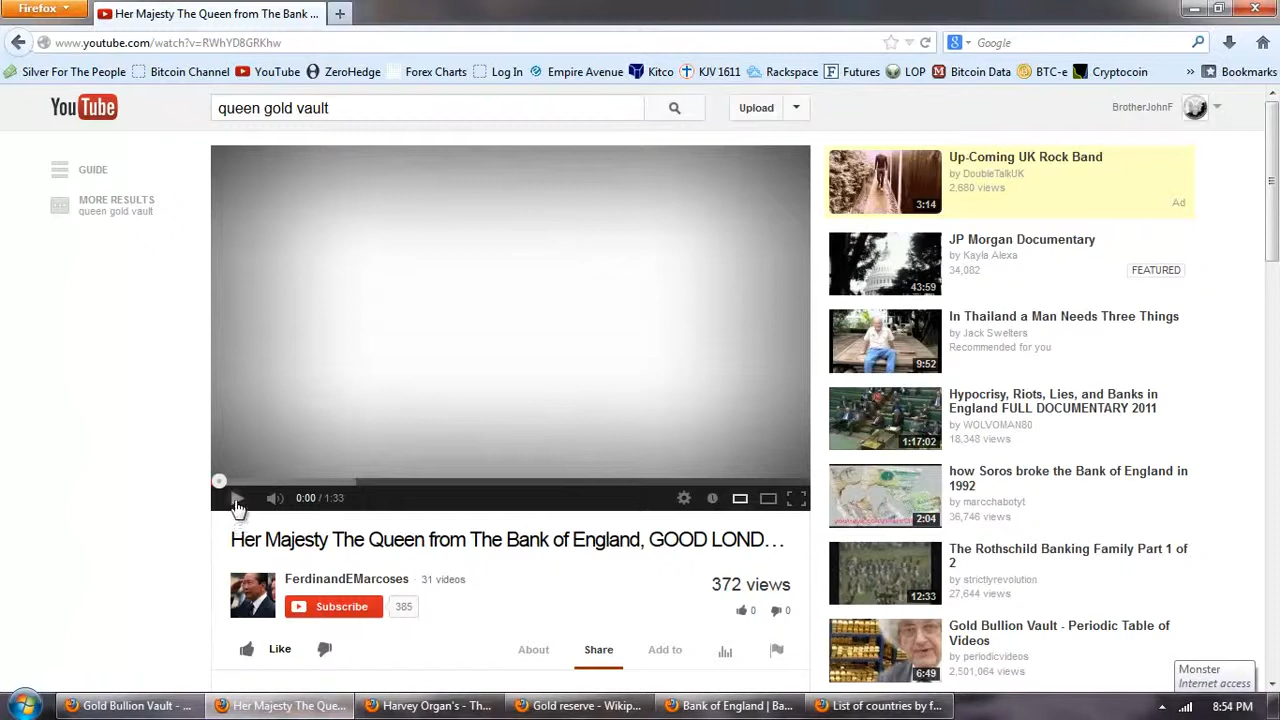 Firefox
Her Majesty The Queen from The Bank ...
www.youtube.com/watch?v=RWhYD8GRKhw
Google
Silver For The People
Bitcoin Channel
YouTube
ZeroHedge
Forex Charts
Log In
Empire Avenue
Kitco
KJV 1611
Rackspace
Futures
LOP
Bitcoin Data
BTC-e
Cryptocoin
»
Bookmarks
YouTube
queen gold vault
Upload
BrotherJohnF
GUIDE
MORE RESULTS
queen gold vault
0:00 / 1:33
Her Majesty The Queen from The Bank of England, GOOD LOND...
FerdinandEMarcoses 31 videos
Subscribe 385
372 views
0 0
Like
About
Share
Add to
Up-Coming UK Rock Band
by DoubleTalkUK
2,680 views
Ad
3:14
JP Morgan Documentary
by Kayla Alexa
34,082
FEATURED
43:59
In Thailand a Man Needs Three Things
by Jack Swelters
Recommended for you
9:52
Hypocrisy, Riots, Lies, and Banks in
England FULL DOCUMENTARY 2011
by WOLVOMAN80
18,348 views
1:17:02
how Soros broke the Bank of England in
1992
by marcchabotyt
36,746 views
2:04
The Rothschild Banking Family Part 1 of
2
by strictlyrevolution
27,644 views
12:33
Gold Bullion Vault - Periodic Table of
Videos
by periodicvideos
2,501,064 views
6:49
Monster
Internet access
Gold Bullion Vault - ...
Her Majesty The Que...
Harvey Organ's - Th...
Gold reserve - Wikip...
Bank of England | Ba...
List of countries by f...
8:54 PM